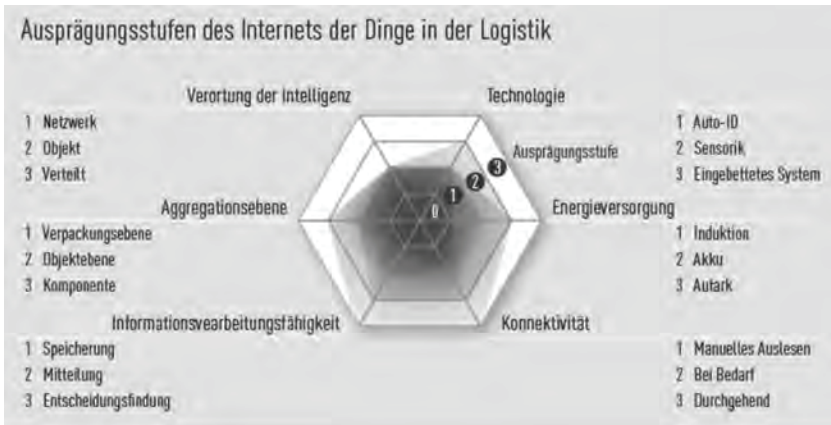 Ausprägungsstufen des Internets der Dinge in der Logistik
Verortung der Intelligenz
1 Netzwerk
2 Objekt
3 Verteilt
Technologie
1 Auto-ID
2 Sensorik
3 Eingebettetes System
Ausprägungsstufe
3
2
1
0
Aggregationsebene
1 Verpackungsebene
2 Objektebene
3 Komponente
Energieversorgung
1 Induktion
2 Akku
3 Autark
Informationsvearbeitungsfähigkeit
1 Speicherung
2 Mitteilung
3 Entscheidungsfindung
Konnektivität
1 Manuelles Auslesen
2 Bei Bedarf
3 Durchgehend